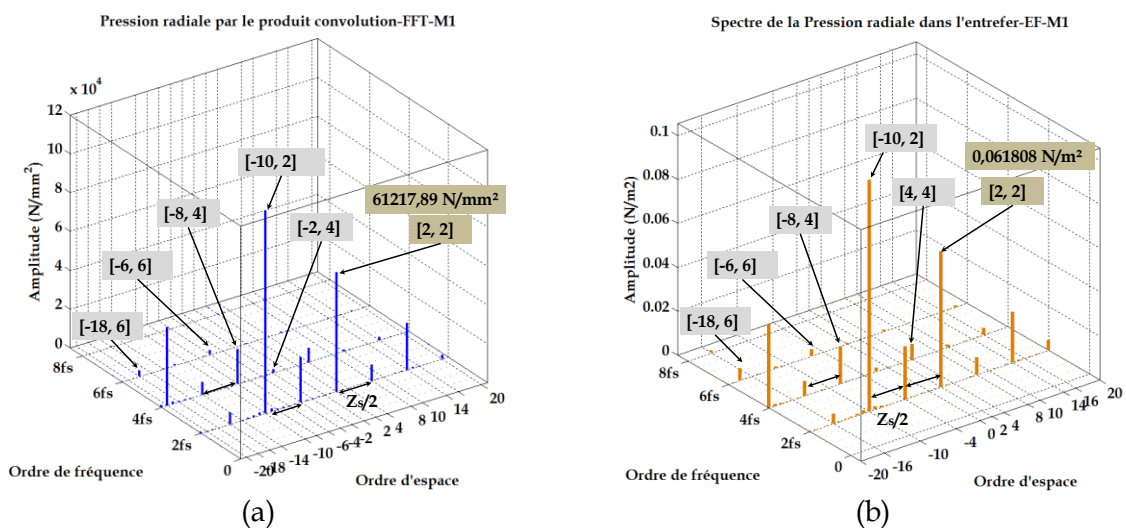 Pression radiale par le produit convolution-FFT-M1
x 10⁴
12
10
8
6
4
2
0
Amplitude (N/mm²)
[-10, 2]
[-8, 4]
61217,89 N/mm²
[-2, 4]
[2, 2]
[-6, 6]
[-18, 6]
8fs
6fs
4fs
2fs
0
Zs/2
-20
-18
-14
-10
-6
-4
-2
2
4
8
10
14
20
Ordre de fréquence
Ordre d'espace
(a)
Spectre de la Pression radiale dans l'entrefer-EF-M1
0.1
0.08
0.06
0.04
0.02
0
Amplitude (N/m2)
[-10, 2]
0,061808 N/m²
[4, 4]
[2, 2]
[-8, 4]
[-6, 6]
[-18, 6]
8fs
6fs
4fs
2fs
0
Zs/2
-20
-16
-10
-4
0
2
4
8
10
14
16
20
Ordre de fréquence
Ordre d'espace
(b)